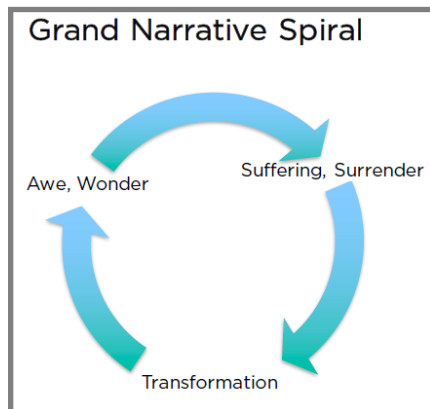 Grand Narrative Spiral
Suffering, Surrender
Awe, Wonder
Transformation